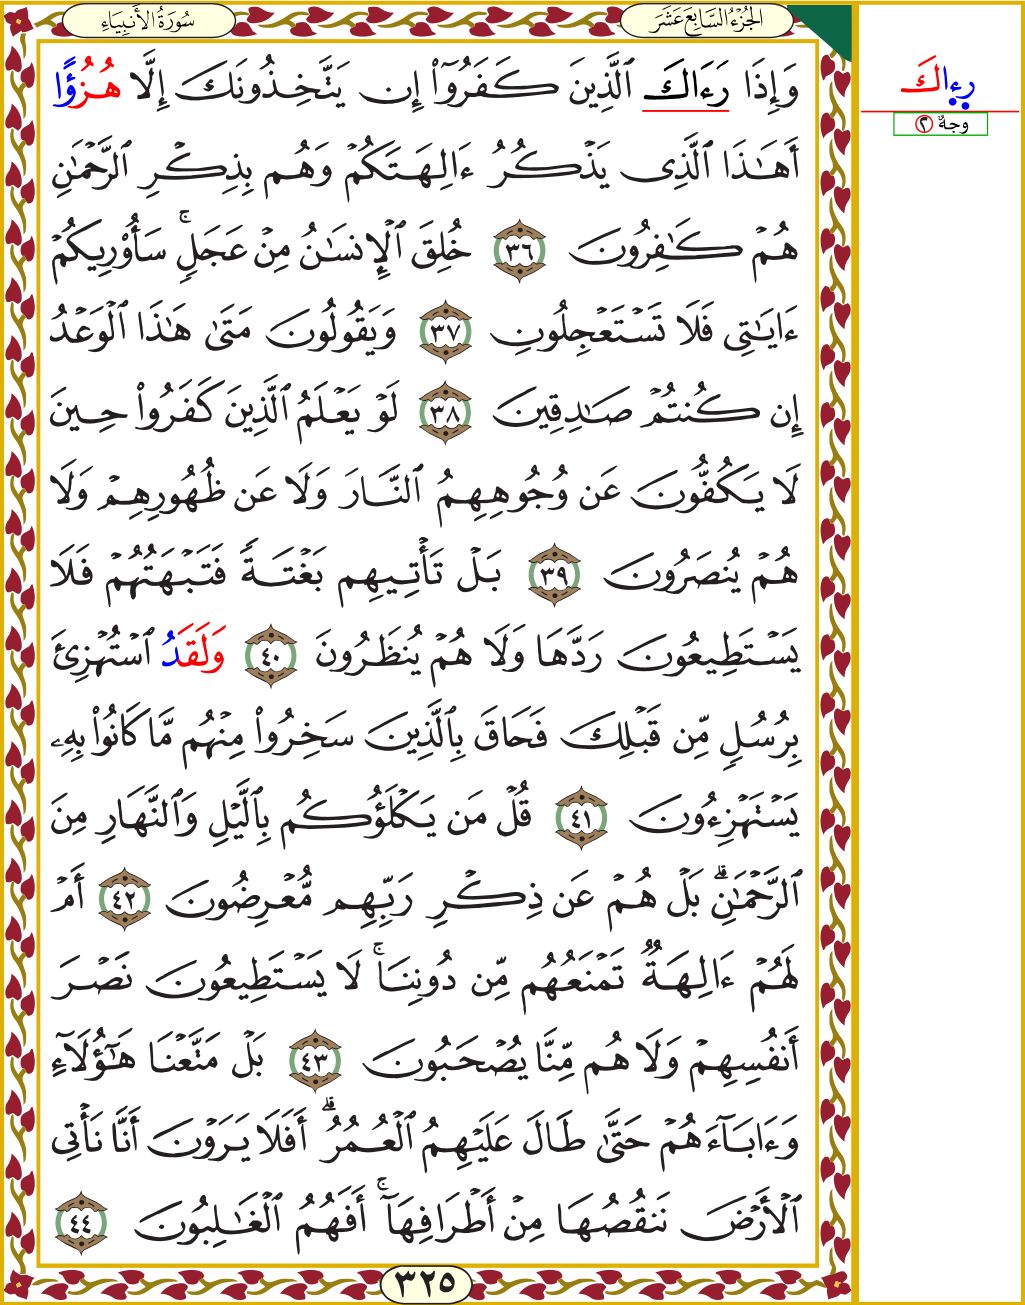 سُورَةُ الأَنبِيَاءِ
الجُزْءُ السَّابِعَ عَشَرَ
وَإِذَا رَءَاكَ ٱلَّذِينَ كَفَرُوٓاْ إِن يَتَّخِذُونَكَ إِلَّا هُزُؤًا
أَهَـٰذَا ٱلَّذِى يَذۡكُرُ ءَالِهَتَكُمۡ وَهُم بِذِكۡرِ ٱلرَّحۡمَـٰنِ
هُمۡ كَـٰفِرُونَ ٣٦ خُلِقَ ٱلۡإِنسَـٰنُ مِنۡ عَجَلٍۚ سَأُوْرِيكُمۡ
ءَايَـٰتِى فَلَا تَسۡتَعۡجِلُونِ ٣٧ وَيَقُولُونَ مَتَىٰ هَـٰذَا ٱلۡوَعۡدُ
إِن كُنتُمۡ صَـٰدِقِينَ ٣٨ لَوۡ يَعۡلَمُ ٱلَّذِينَ كَفَرُواْ حِينَ
لَا يَكُفُّونَ عَن وُجُوهِهِمُ ٱلنَّارَ وَلَا عَن ظُهُورِهِمۡ وَلَا
هُمۡ يُنصَرُونَ ٣٩ بَلۡ تَأۡتِيهِم بَغۡتَةً فَتَبۡهَتُهُمۡ فَلَا
يَسۡتَطِيعُونَ رَدَّهَا وَلَا هُمۡ يُنظَرُونَ ٤٠ وَلَقَدُ ٱسۡتُهۡزِئَ
بِرُسُلٍ مِّن قَبۡلِكَ فَحَاقَ بِٱلَّذِينَ سَخِرُواْ مِنۡهُم مَّا كَانُواْ بِهِۦ
يَسۡتَهۡزِءُونَ ٤١ قُلۡ مَن يَكۡلَؤُكُم بِٱلَّيۡلِ وَٱلنَّهَارِ مِنَ
ٱلرَّحۡمَـٰنِۗ بَلۡ هُمۡ عَن ذِكۡرِ رَبِّهِم مُّعۡرِضُونَ ٤٢ أَمۡ
لَهُمۡ ءَالِهَةٌ تَمۡنَعُهُم مِّن دُونِنَاۚ لَا يَسۡتَطِيعُونَ نَصۡرَ
أَنفُسِهِمۡ وَلَا هُم مِّنَّا يُصۡحَبُونَ ٤٣ بَلۡ مَتَّعۡنَا هَـٰٓؤُلَآءِ
وَءَابَآءَهُمۡ حَتَّىٰ طَالَ عَلَيۡهِمُ ٱلۡعُمُرُۗ أَفَلَا يَرَوۡنَ أَنَّا نَأۡتِى
ٱلۡأَرۡضَ نَنقُصُهَا مِنۡ أَطۡرَافِهَآۚ أَفَهُمُ ٱلۡغَـٰلِبُونَ ٤٤
٣٢٥
رءاكَ
وجهٌ ٢